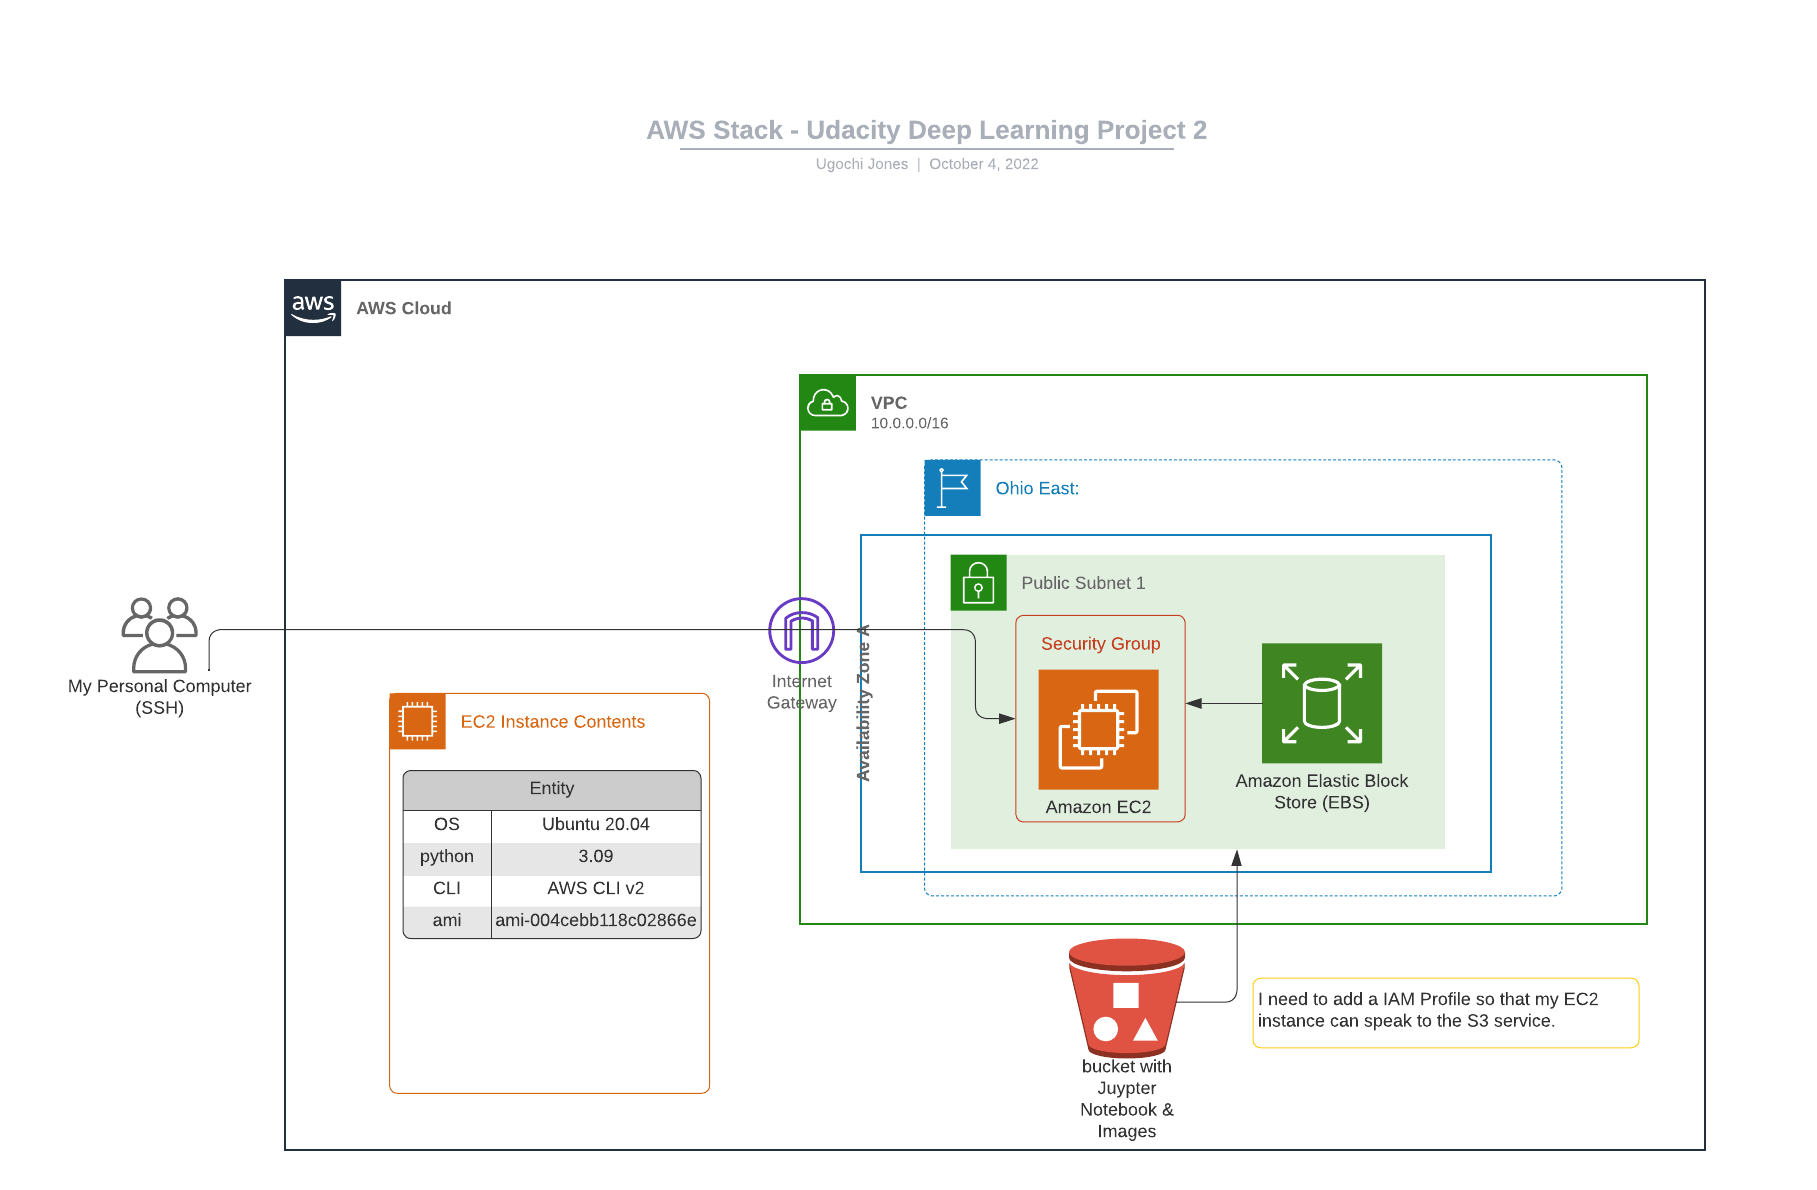 AWS Stack - Udacity Deep Learning Project 2
Ugochi Jones | October 4, 2022
aws
AWS Cloud
VPC
10.0.0.0/16
Ohio East:
Public Subnet 1
Availability Zone A
Security Group
Amazon EC2
Amazon Elastic Block
Store (EBS)
Internet
Gateway
My Personal Computer
(SSH)
EC2 Instance Contents
Entity
OS Ubuntu 20.04
python 3.09
CLI AWS CLI v2
ami ami-004cebb118c02866e
bucket with
Juypter
Notebook &
Images
I need to add a IAM Profile so that my EC2
instance can speak to the S3 service.